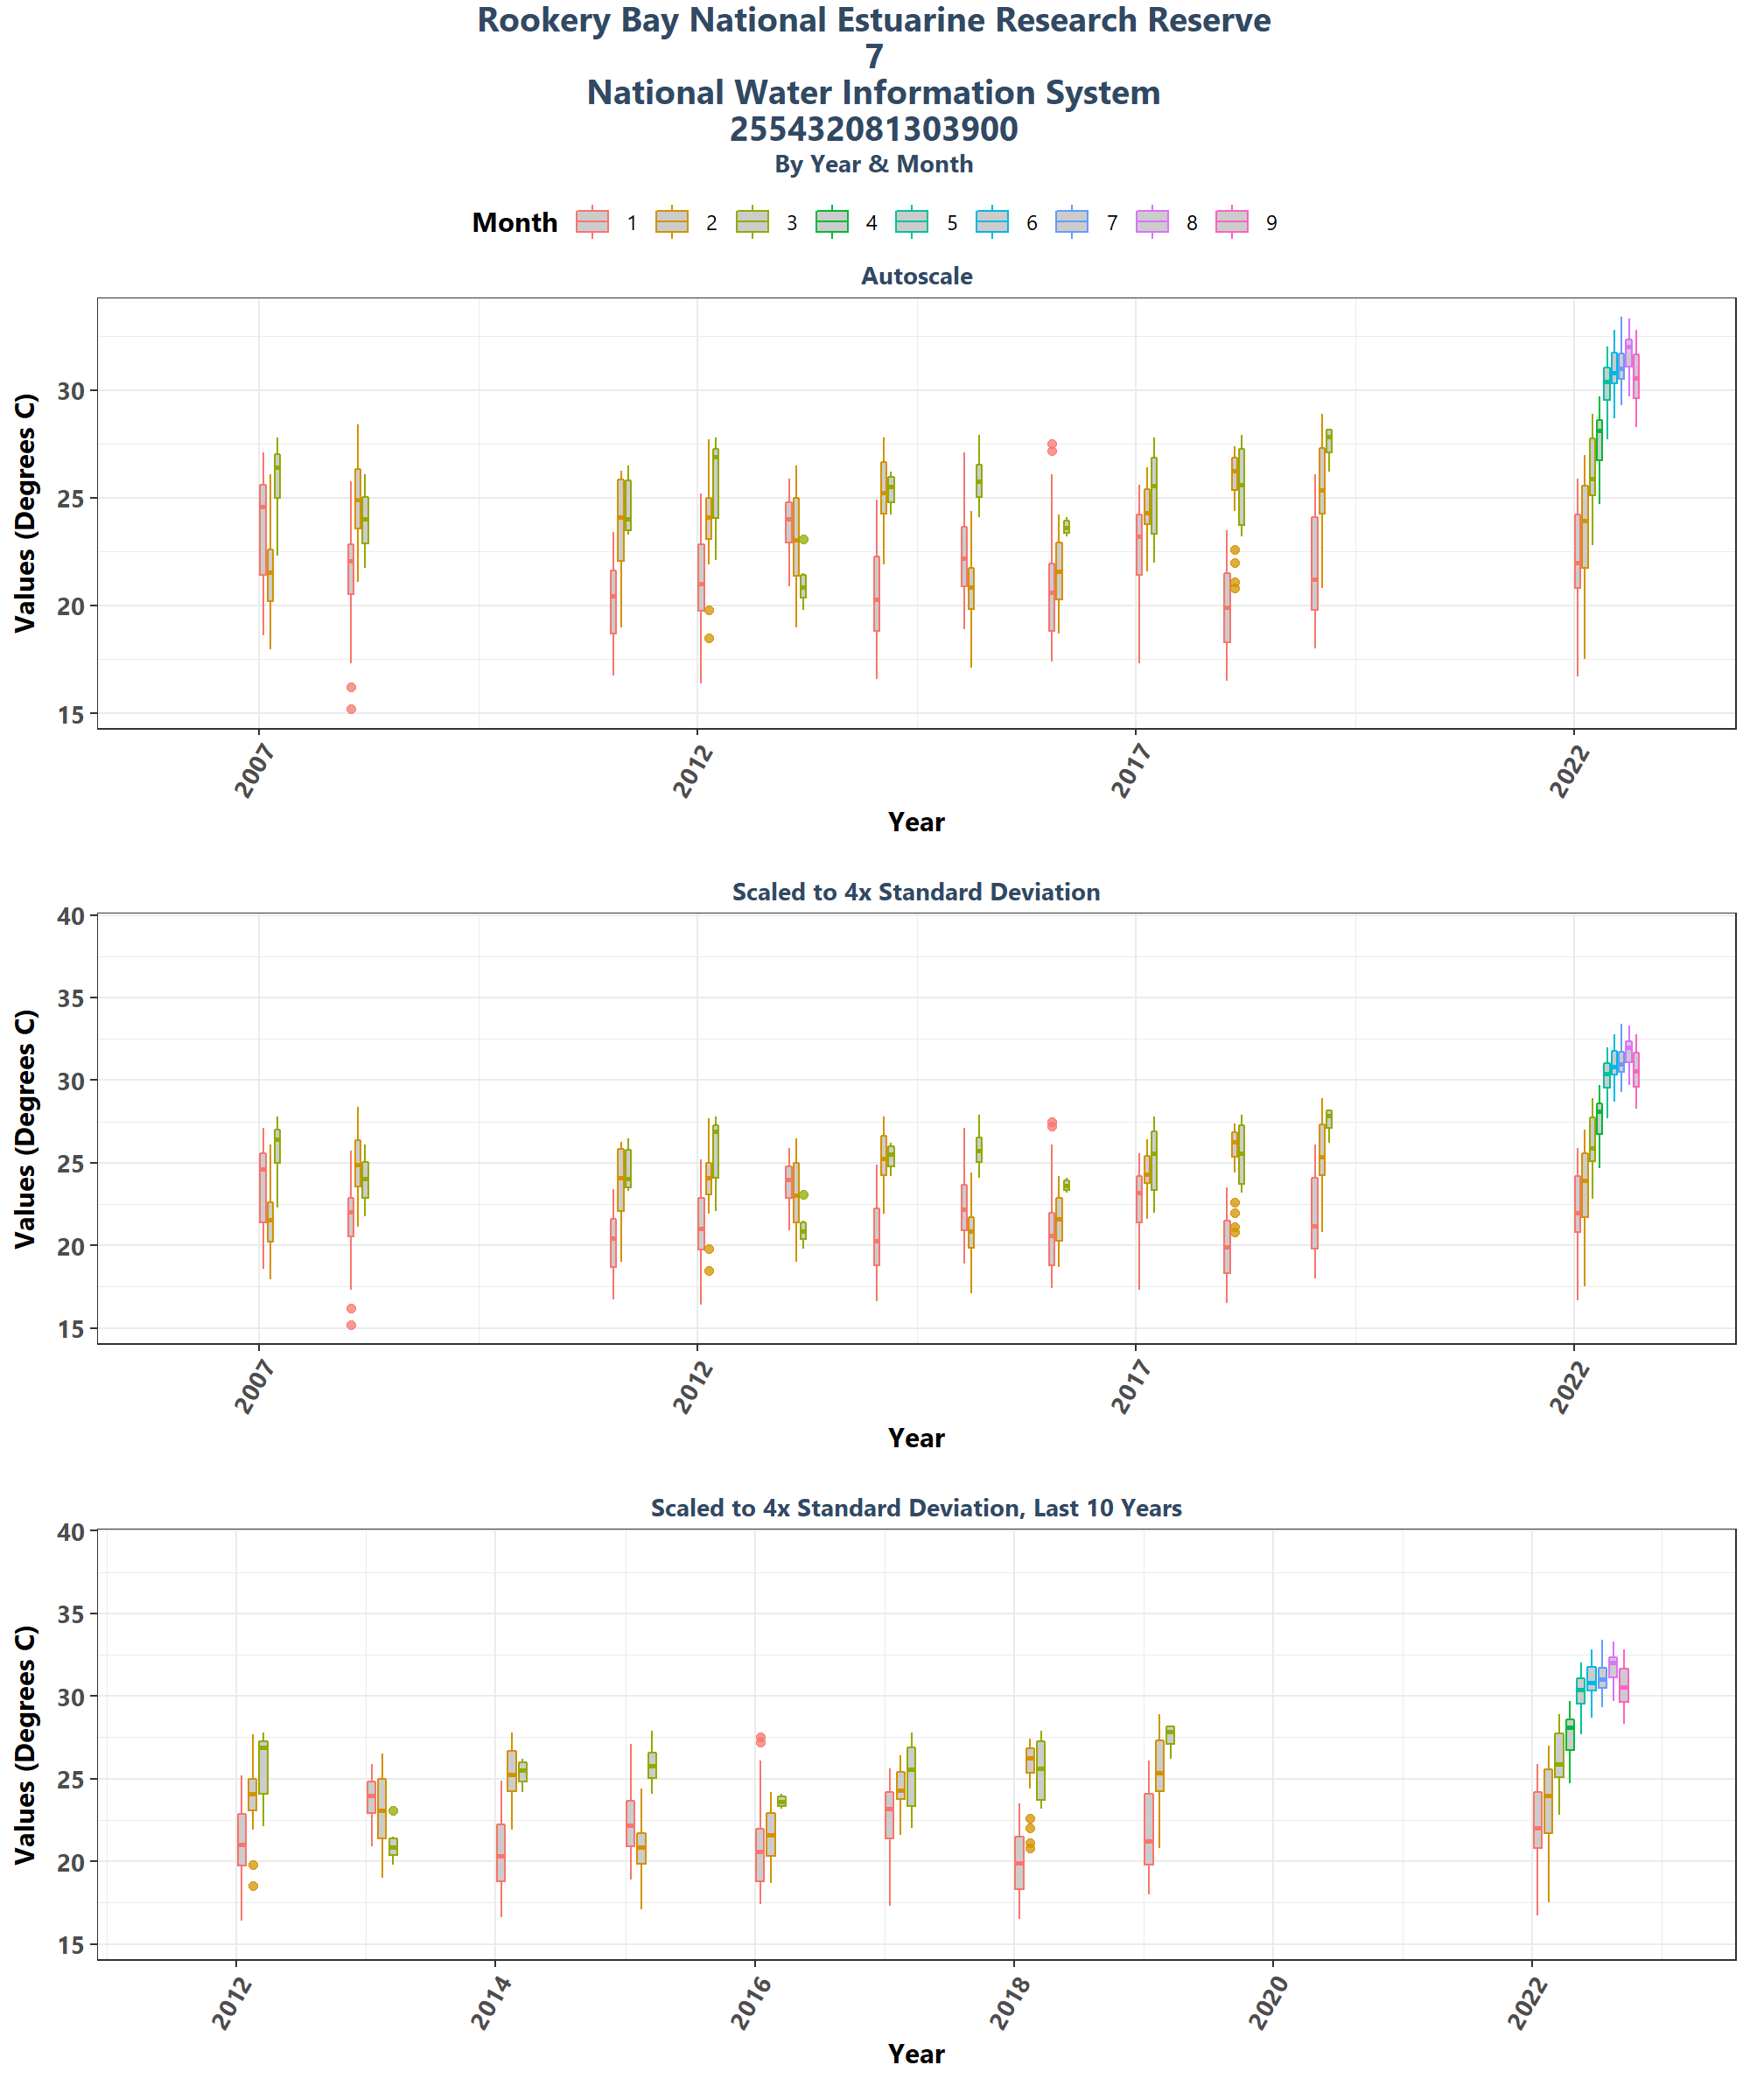 Rookery Bay National Estuarine Research Reserve
7
National Water Information System
255432081303900
By Year & Month
Month 1 2 3 4 5 6 7 8 9
Autoscale
Values (Degrees C)
30
25
20
15
2007 2012 2017 2022
Year
Scaled to 4x Standard Deviation
Values (Degrees C)
40
35
30
25
20
15
2007 2012 2017 2022
Year
Scaled to 4x Standard Deviation, Last 10 Years
Values (Degrees C)
40
35
30
25
20
15
2012 2014 2016 2018 2020 2022
Year